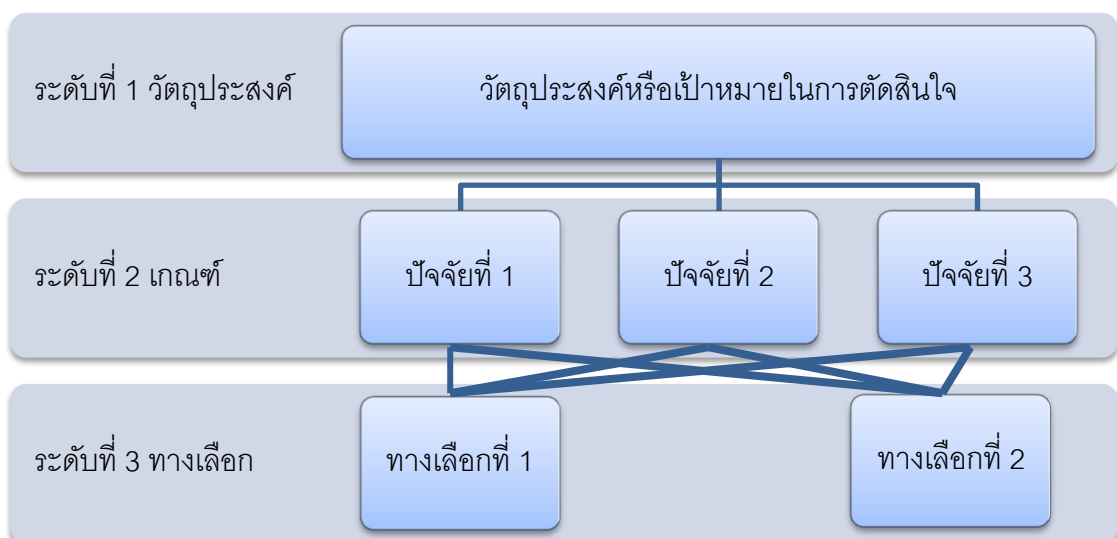 ระดับที่ 1 วัตถุประสงค์
วัตถุประสงค์หรือเป้าหมายในการตัดสินใจ
ระดับที่ 2 เกณฑ์
ปัจจัยที่ 1
ปัจจัยที่ 2
ปัจจัยที่ 3
ระดับที่ 3 ทางเลือก
ทางเลือกที่ 1
ทางเลือกที่ 2